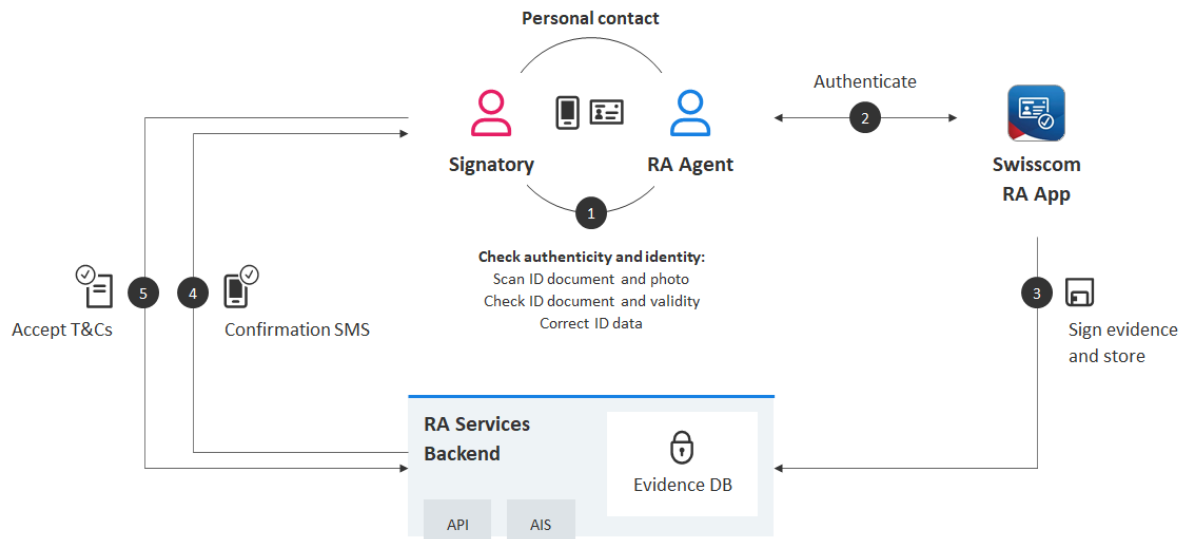 Personal contact
Authenticate
2
Signatory
RA Agent
Swisscom
RA App
1
Check authenticity and identity:
Scan ID document and photo
Check ID document and validity
Correct ID data
5
4
3
Accept T&Cs
Confirmation SMS
Sign evidence
and store
RA Services
Backend
Evidence DB
API
AIS